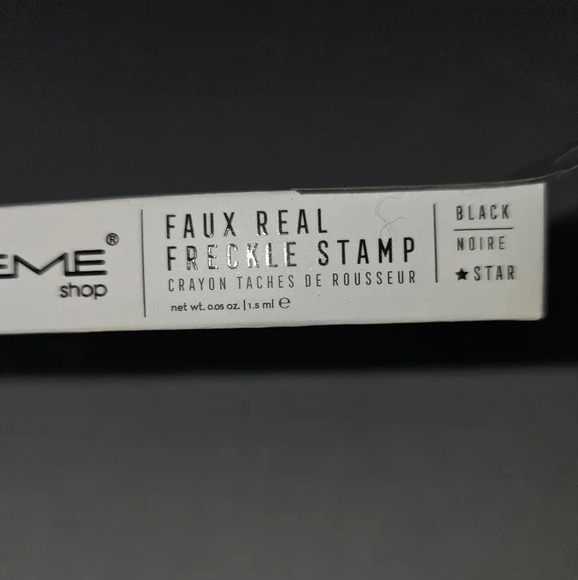 EME®
shop
FAUX REAL
FRECKLE STAMP
CRAYON TACHES DE ROUSSEUR
net wt. 0.05 oz. | 1.5 ml ℮
BLACK
NOIRE
★STAR